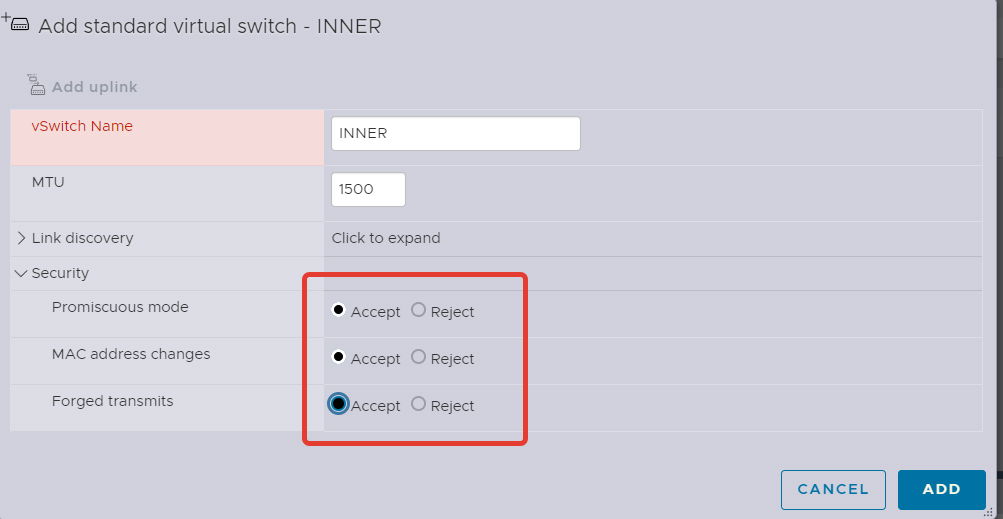 Add standard virtual switch - INNER
Add uplink
vSwitch Name
INNER
MTU
1500
Link discovery
Click to expand
Security
Promiscuous mode
Accept Reject
MAC address changes
Accept Reject
Forged transmits
Accept Reject
CANCEL
ADD